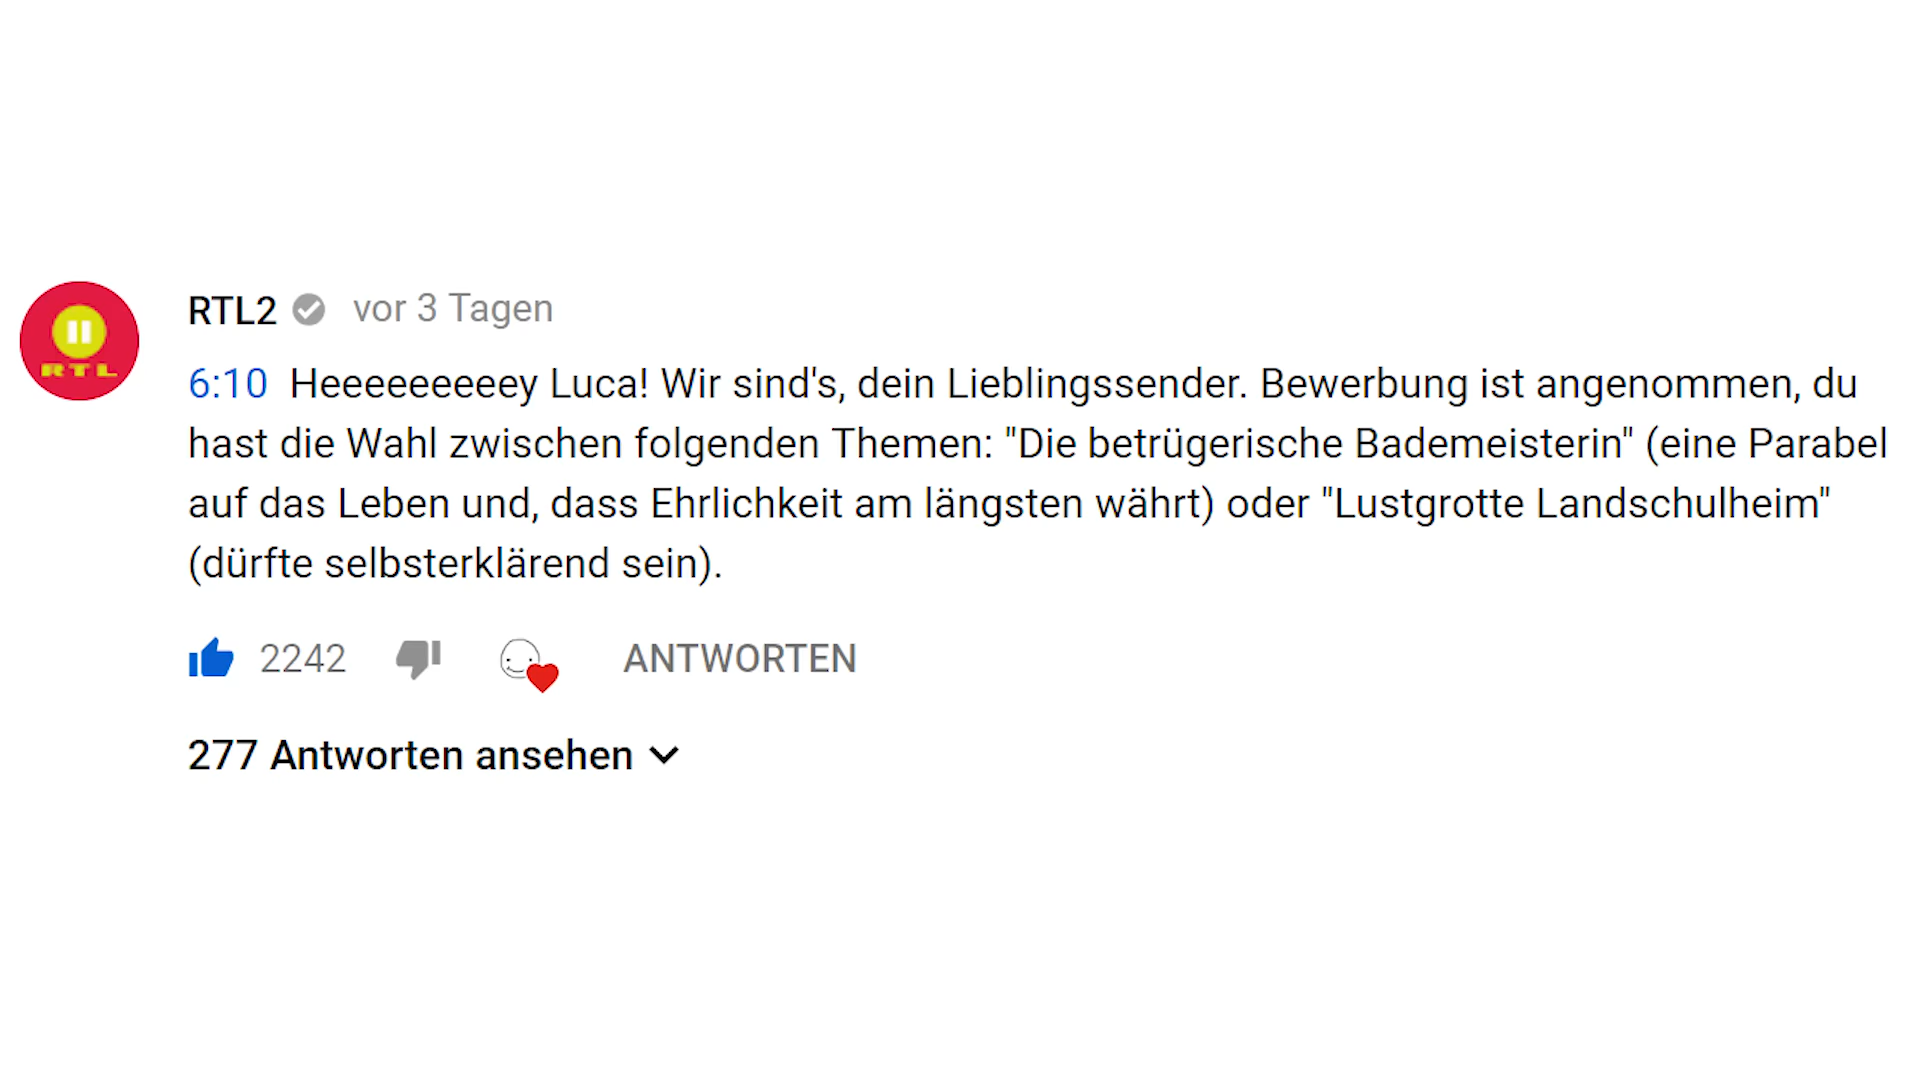 RTL
RTL2 vor 3 Tagen
6:10 Heeeeeeeeey Luca! Wir sind's, dein Lieblingssender. Bewerbung ist angenommen, du
hast die Wahl zwischen folgenden Themen: "Die betrügerische Bademeisterin" (eine Parabel
auf das Leben und, dass Ehrlichkeit am längsten währt) oder "Lustgrotte Landschulheim"
(dürfte selbsterklärend sein).
2242 ANTWORTEN
277 Antworten ansehen